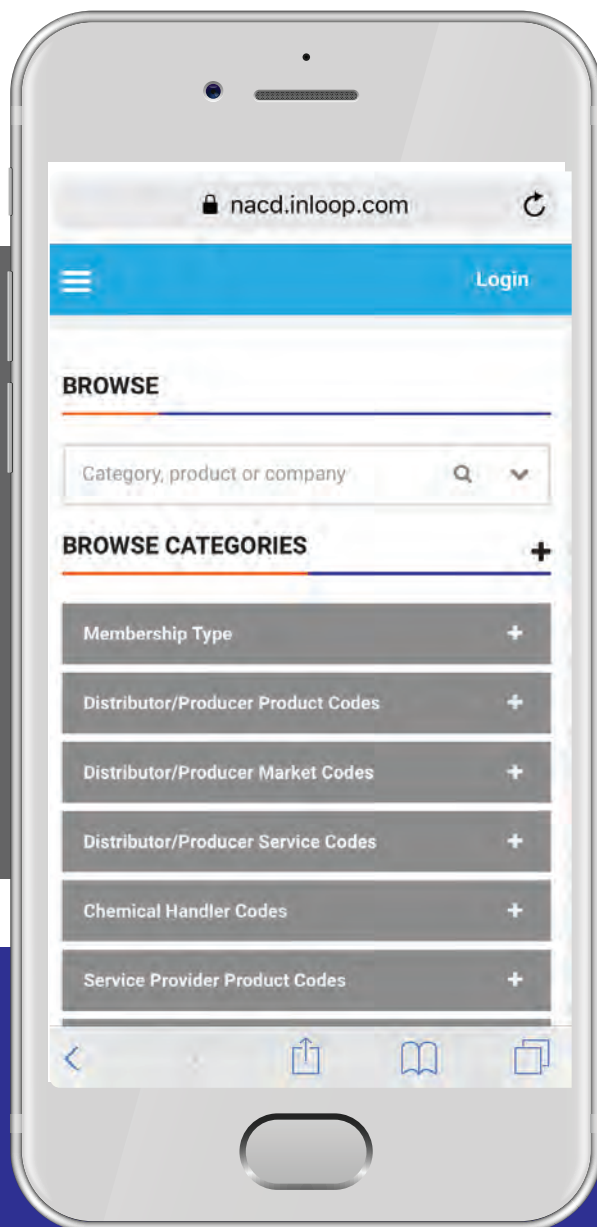 nacd.inloop.com
Login
BROWSE
Category, product or company
BROWSE CATEGORIES
Membership Type
Distributor/Producer Product Codes
Distributor/Producer Market Codes
Distributor/Producer Service Codes
Chemical Handler Codes
Service Provider Product Codes